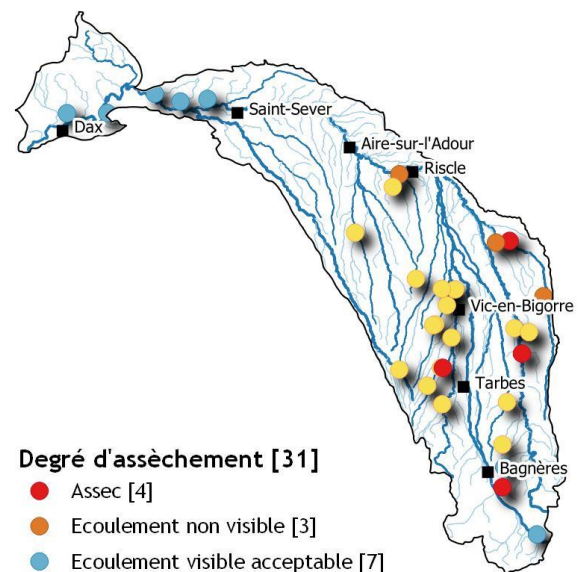 Saint-Sever
Dax
Aire-sur-l'Adour
Riscle
Vic-en-Bigorre
Tarbes
Bagnères
Degré d'assèchement [31]
Assec [4]
Ecoulement non visible [3]
Ecoulement visible acceptable [7]